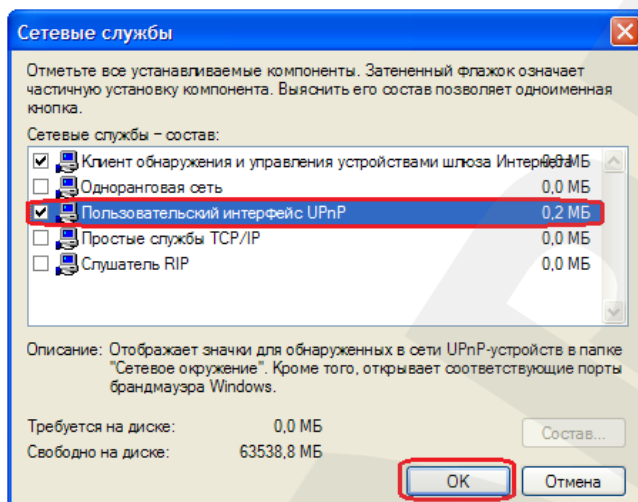 Сетевые службы
Отметьте все устанавливаемые компоненты. Затененный флажок означает
частичную установку компонента. Выяснить его состав позволяет одноименная
кнопка.
Сетевые службы – состав:
Клиент обнаружения и управления устройствами шлюза Интернета 0,0 МБ
Одноранговая сеть 0,0 МБ
Пользовательский интерфейс UPnP 0,2 МБ
Простые службы TCP/IP 0,0 МБ
Слушатель RIP 0,0 МБ
Описание: Отображает значки для обнаруженных в сети UPnP-устройств в папке
"Сетевое окружение". Кроме того, открывает соответствующие порты
брандмауэра Windows.
Требуется на диске: 0,0 МБ
Состав...
Свободно на диске: 63538,8 МБ
OK Отмена